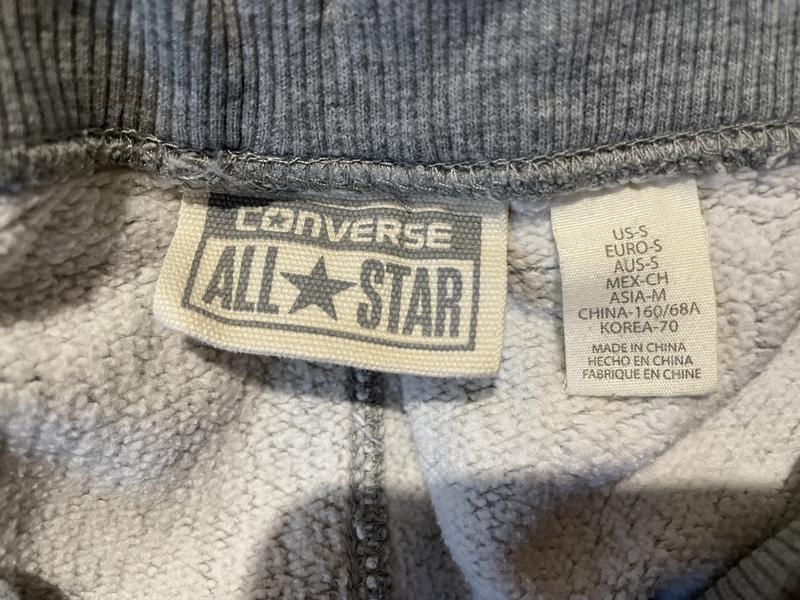 CONVERSE
ALL★STAR
US-S
EURO-S
AUS-S
MEX-CH
ASIA-M
CHINA-160/68A
KOREA-70
MADE IN CHINA
HECHO EN CHINA
FABRIQUE EN CHINE